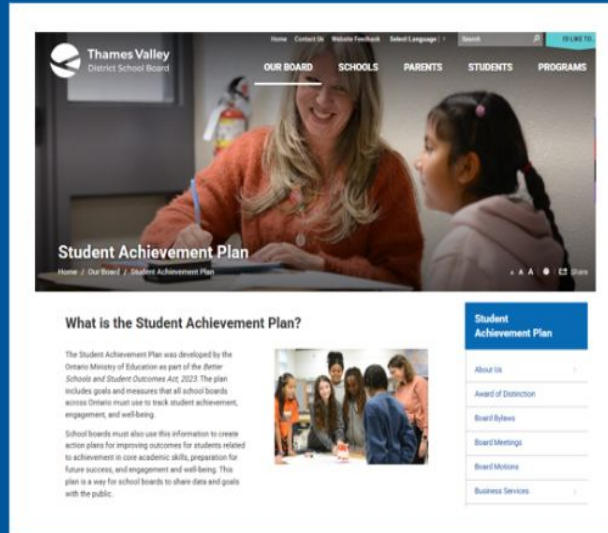 Home Contact Us Website Feedback Select Language Search I'D LIKE TO...
Thames Valley
District School Board
OUR BOARD SCHOOLS PARENTS STUDENTS PROGRAMS
Student Achievement Plan
Home / Our Board / Student Achievement Plan
A A A Share
What is the Student Achievement Plan?
The Student Achievement Plan was developed by the
Ontario Ministry of Education as part of the Better
Schools and Student Outcomes Act, 2023. The plan
includes goals and measures that all school boards
across Ontario must use to track student achievement,
engagement, and well-being.
School boards must also use this information to create
action plans for improving outcomes for students related
to achievement in core academic skills, preparation for
future success, and engagement and well-being. This
plan is a way for school boards to share data and goals
with the public.
Student
Achievement Plan
About Us
Award of Distinction
Board Bylaws
Board Meetings
Board Motions
Business Services